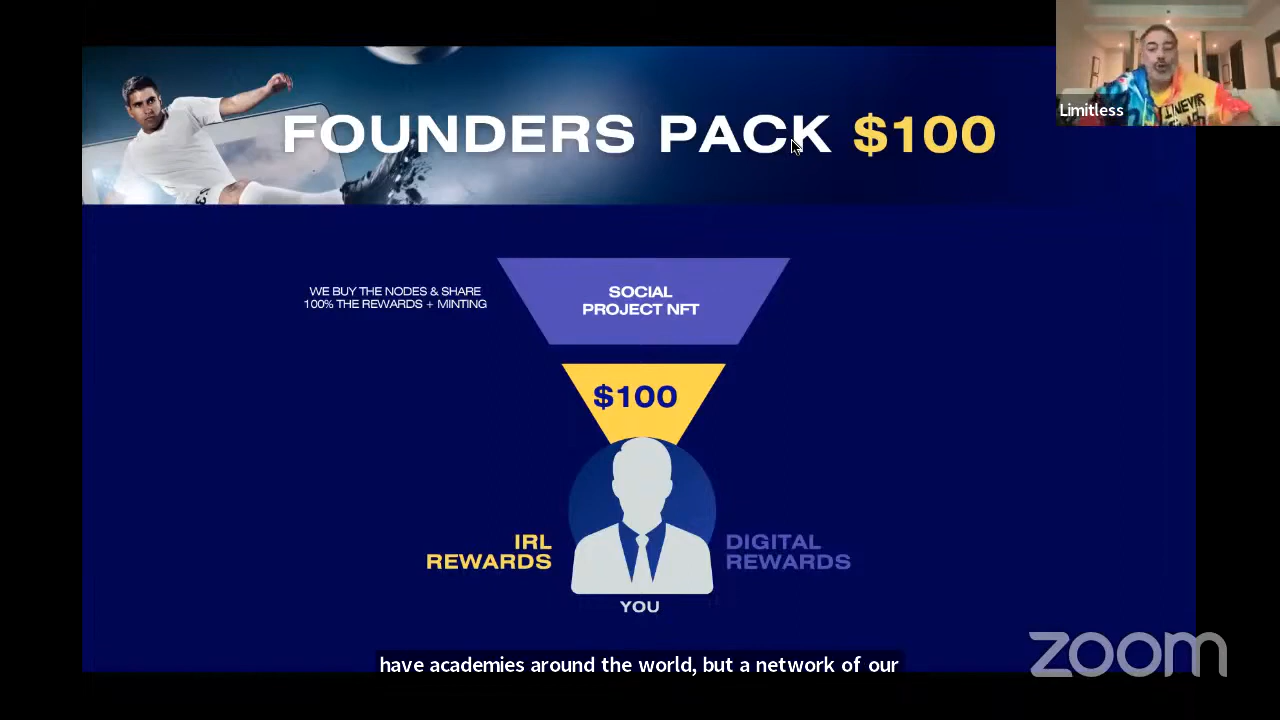 FOUNDERS PACK $100
Limitless
WE BUY THE NODES & SHARE
100% THE REWARDS + MINTING
SOCIAL
PROJECT NFT
$100
IRL
REWARDS
DIGITAL
REWARDS
YOU
have academies around the world, but a network of our
zoom